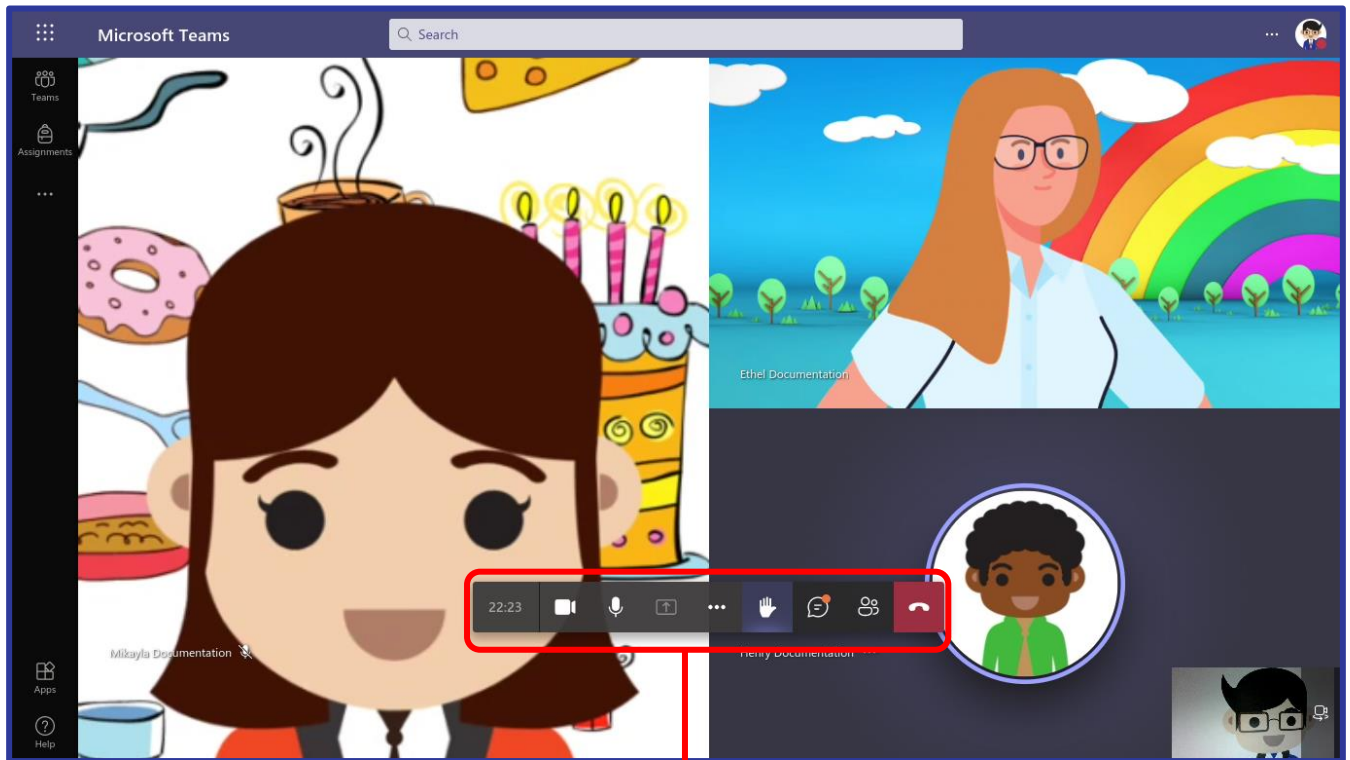 Microsoft Teams
Search
Teams
Assignments
Ethel Documentation
22:23
Mikayla Documentation
Henry Documentation
Apps
Help